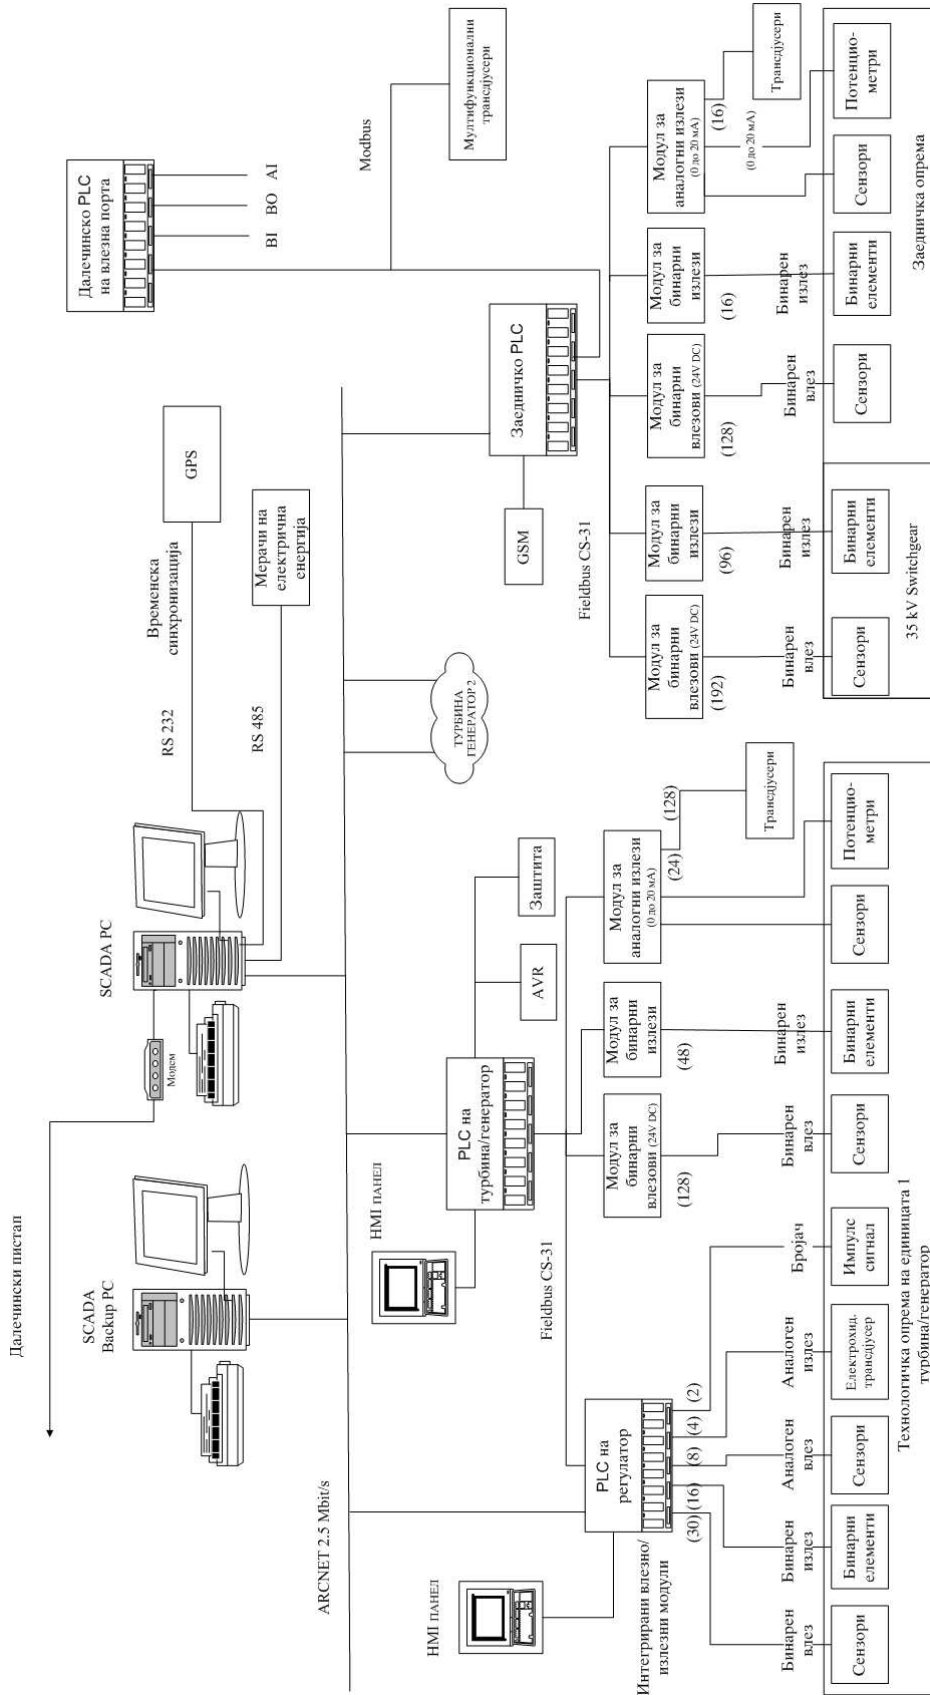 Далечински пистап
SCADA
Backup PC
Модем
SCADA PC
RS 232
Временска
синхронизација
GPS
RS 485
Мерачи на
електрична
енергија
Далечинско PLC
на влезна порта
BI
BO
AI
Modbus
Мултифункционални
трансдјусери
ARCNET 2.5 Mbit/s
HMI ПАНЕЛ
HMI ПАНЕЛ
PLC на
турбина/генератор
AVR
Заштита
ТУРБИНА
ГЕНЕРАТОР 2
GSM
Заедничко PLC
Fieldbus CS-31
Fieldbus CS-31
PLC на
регулатор
Интегрирани влезно/
излезни модули
(30)
(16)
(8)
(4)
(2)
Модул за
бинарни
влезови (24V DC)
(128)
Модул за
бинарни
излези
(48)
Модул за
аналогни излези
(0 до 20 мА)
(24)
(128)
Трансдјусери
Модул за
бинарни
влезови (24V DC)
(192)
Модул за
бинарни
излези
(96)
Модул за
бинарни
влезови (24V DC)
(128)
Модул за
бинарни
излези
(16)
Модул за
аналогни излези
(0 до 20 мА)
(16)
(0 до 20 мА)
Трансдјусери
Бинарен
влез
Бинарен
излез
Аналоген
влез
Аналоген
излез
Бројач
Бинарен
влез
Бинарен
излез
Бинарен
влез
Бинарен
излез
Бинарен
влез
Бинарен
излез
Сензори
Бинарни
елементи
Сензори
Електрохид.
трансдјусер
Импулс
сигнал
Сензори
Бинарни
елементи
Сензори
Потенцио-
метри
Сензори
Бинарни
елементи
Сензори
Бинарни
елементи
Сензори
Потенцио-
метри
Технологичка опрема на единицата 1
турбина/генератор
35 kV Switchgear
Заедничка опрема